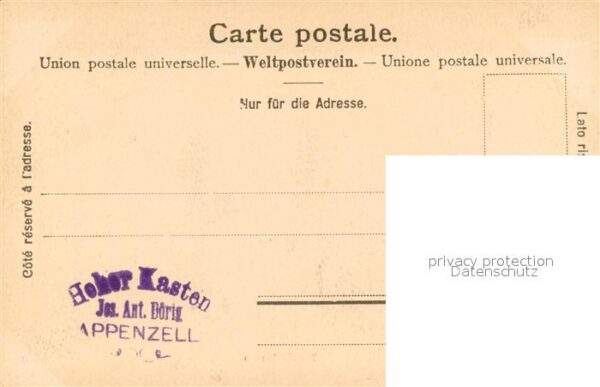 Carte postale.
Union postale universelle. — Weltpostverein. — Unione postale universale.
Nur für die Adresse.
Côté réservé à l'adresse.
Lato
privacy protection
Datenschutz
Hoher Kasten
Jos. Ant. Dörig
APPENZELL